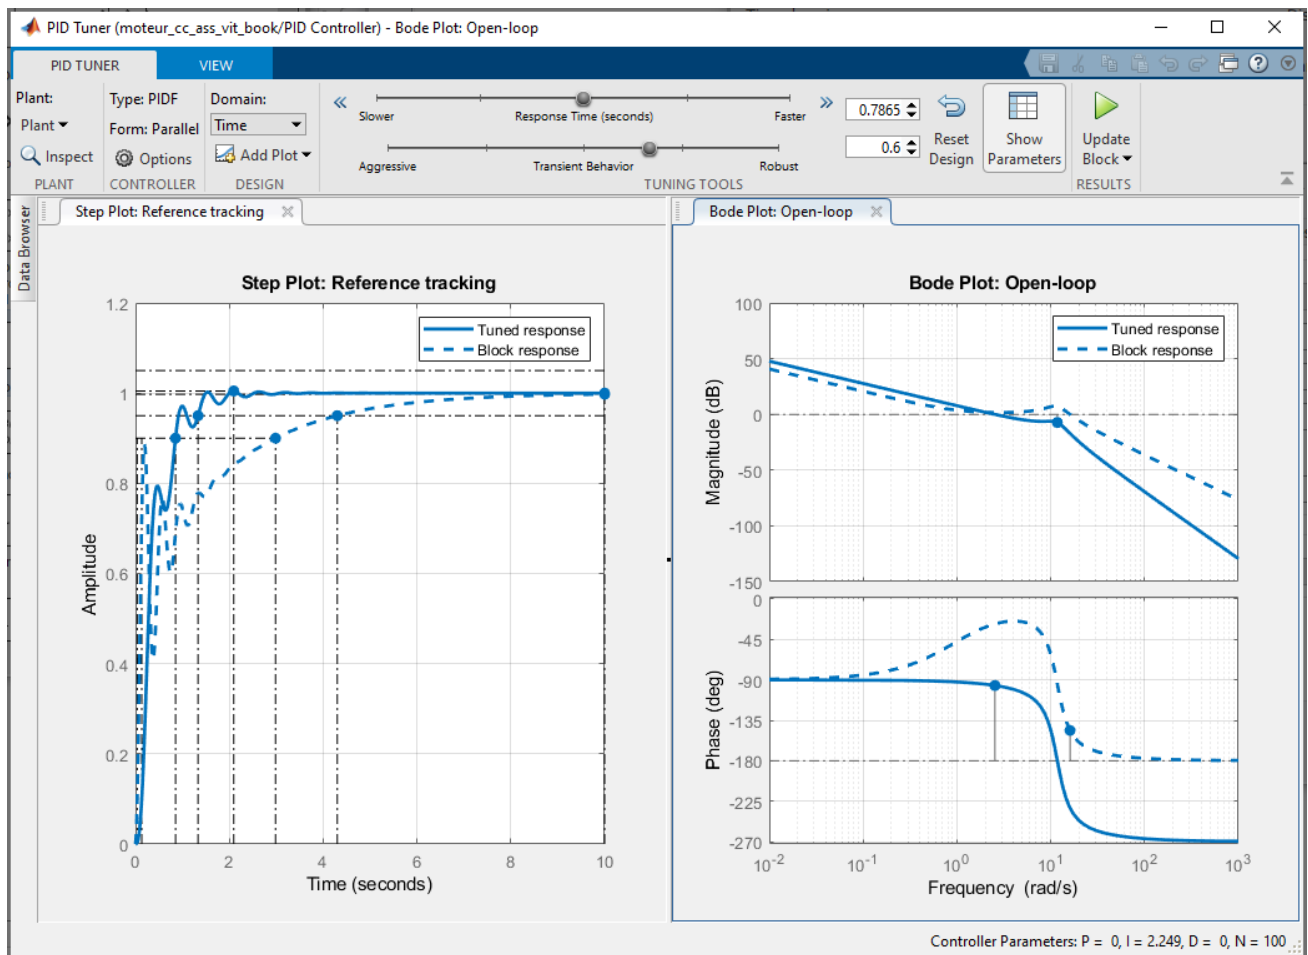 PID Tuner (moteur_cc_ass_vit_book/PID Controller) - Bode Plot: Open-loop
PID TUNER
VIEW
Plant:
Plant
Inspect
PLANT
Type: PIDF
Form: Parallel
Options
CONTROLLER
Domain:
Time
Add Plot
DESIGN
Slower
Response Time (seconds)
Faster
Aggressive
Transient Behavior
Robust
0.7865
0.6
TUNING TOOLS
Reset
Design
Show
Parameters
Update
Block
RESULTS
Data Browser
Step Plot: Reference tracking
Step Plot: Reference tracking
Tuned response
Block response
Amplitude
1.2
1
0.8
0.6
0.4
0.2
0
0 2 4 6 8 10
Time (seconds)
Bode Plot: Open-loop
Bode Plot: Open-loop
Tuned response
Block response
Magnitude (dB)
100
50
0
-50
-100
-150
Phase (deg)
0
-45
-90
-135
-180
-225
-270
10⁻² 10⁻¹ 10⁰ 10¹ 10² 10³
Frequency (rad/s)
Controller Parameters: P = 0, I = 2.249, D = 0, N = 100